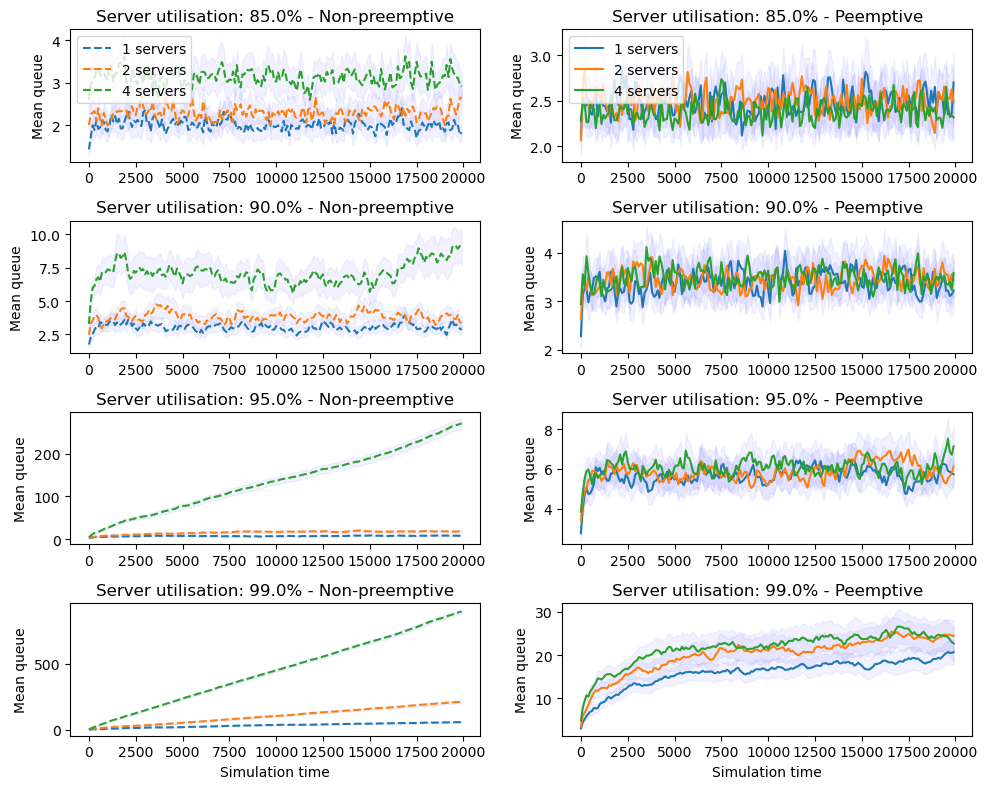 Server utilisation: 85.0% - Non-preemptive
Mean queue
4
3
2
1 servers
2 servers
4 servers
0 2500 5000 7500 10000 12500 15000 17500 20000
Server utilisation: 85.0% - Peemptive
Mean queue
3.0
2.5
2.0
1 servers
2 servers
4 servers
0 2500 5000 7500 10000 12500 15000 17500 20000
Server utilisation: 90.0% - Non-preemptive
Mean queue
10.0
7.5
5.0
2.5
0 2500 5000 7500 10000 12500 15000 17500 20000
Server utilisation: 90.0% - Peemptive
Mean queue
4
3
2
0 2500 5000 7500 10000 12500 15000 17500 20000
Server utilisation: 95.0% - Non-preemptive
Mean queue
200
100
0
0 2500 5000 7500 10000 12500 15000 17500 20000
Server utilisation: 95.0% - Peemptive
Mean queue
8
6
4
0 2500 5000 7500 10000 12500 15000 17500 20000
Server utilisation: 99.0% - Non-preemptive
Mean queue
500
0
0 2500 5000 7500 10000 12500 15000 17500 20000
Simulation time
Server utilisation: 99.0% - Peemptive
Mean queue
30
20
10
0 2500 5000 7500 10000 12500 15000 17500 20000
Simulation time